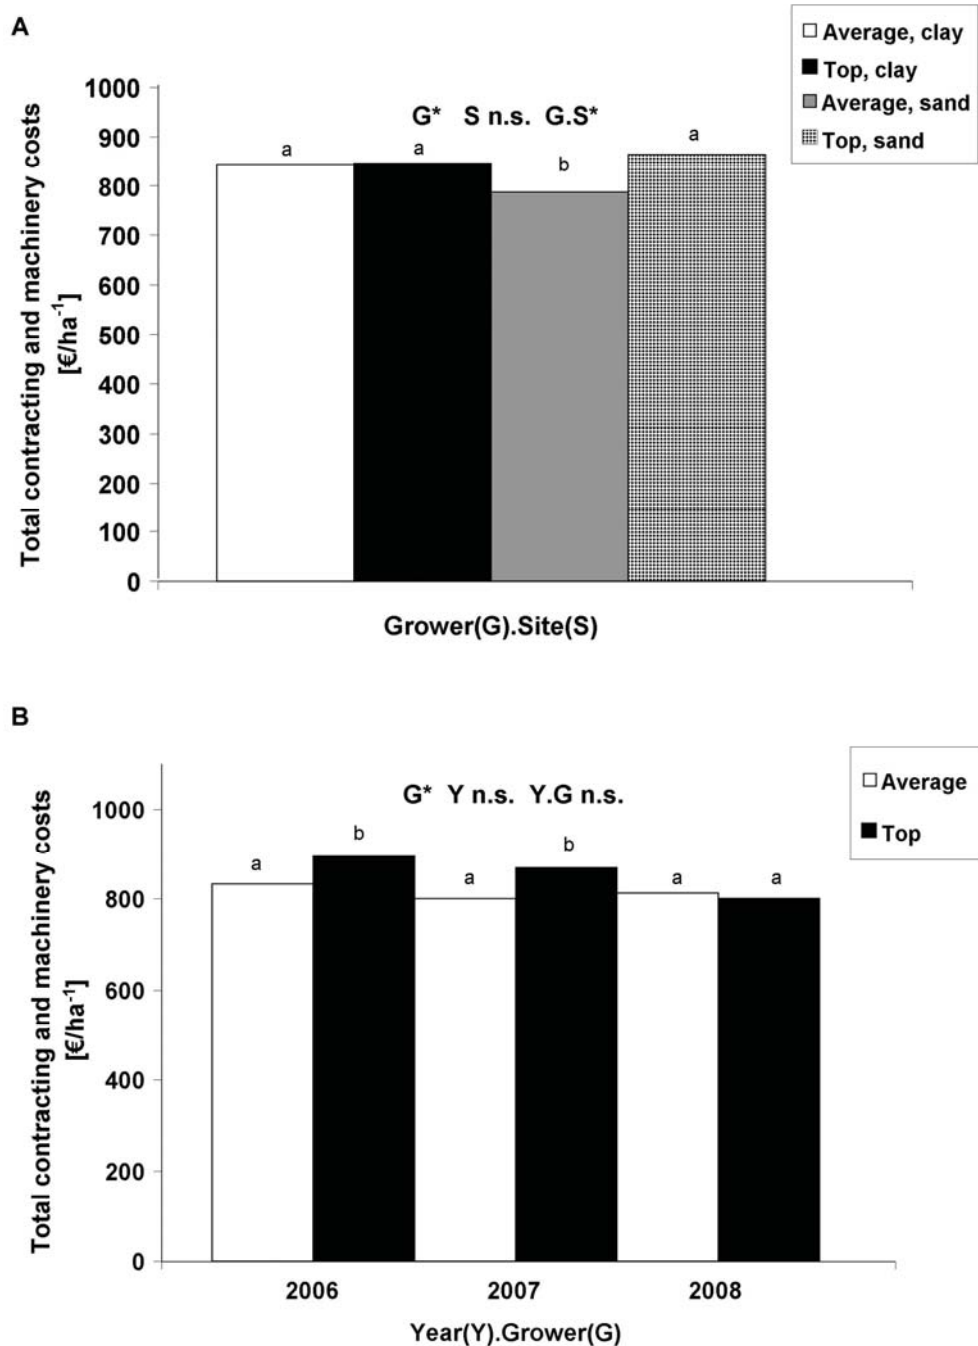 A
Average, clay
Top, clay
Average, sand
Top, sand
G* S n.s. G.S*
a a b a
Total contracting and machinery costs
[€/ha⁻¹]
1000
900
800
700
600
500
400
300
200
100
0
Grower(G).Site(S)
B
Average
Top
G* Y n.s. Y.G n.s.
a b a b a a
Total contracting and machinery costs
[€/ha⁻¹]
1000
800
600
400
200
0
2006 2007 2008
Year(Y).Grower(G)